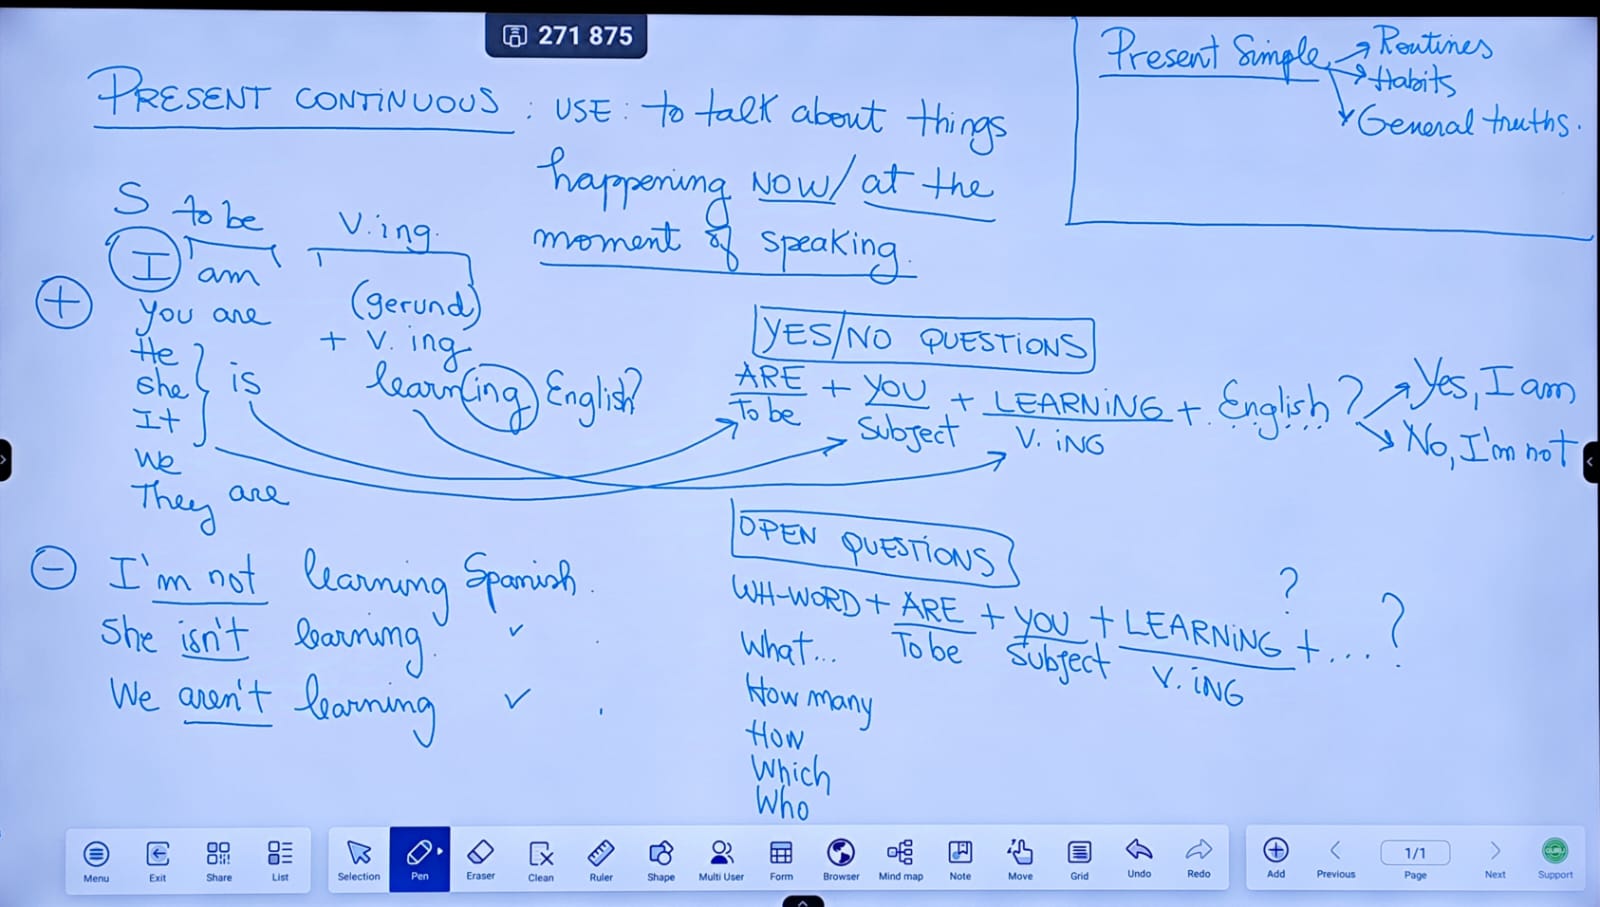 271 875
PRESENT CONTINUOUS : USE: to talk about things
happening NOW/at the
moment of speaking.
Present Simple
Routines
Habits
General truths.
S to be V.ing.
I am
(gerund)
+
You are
+ V. ing
He
she is learning English?
It
We
They are
YES/NO QUESTIONS
ARE + YOU + LEARNING + English ?
To be Subject V. ING
Yes, I am
No, I'm not
- I'm not learning Spanish.
She isn't learning. ✓ .
We aren't learning ✓ .
OPEN QUESTIONS
?
WH-WORD + ARE + YOU + LEARNING + ... ?
To be Subject V. ING
What...
How many
How
Which
Who
Menu Exit Share List Selection Pen Eraser Clean Ruler Shape Multi User Form Browser Mind map Note Move Grid Undo Redo Add Previous 1/1 Page Next GURU Support